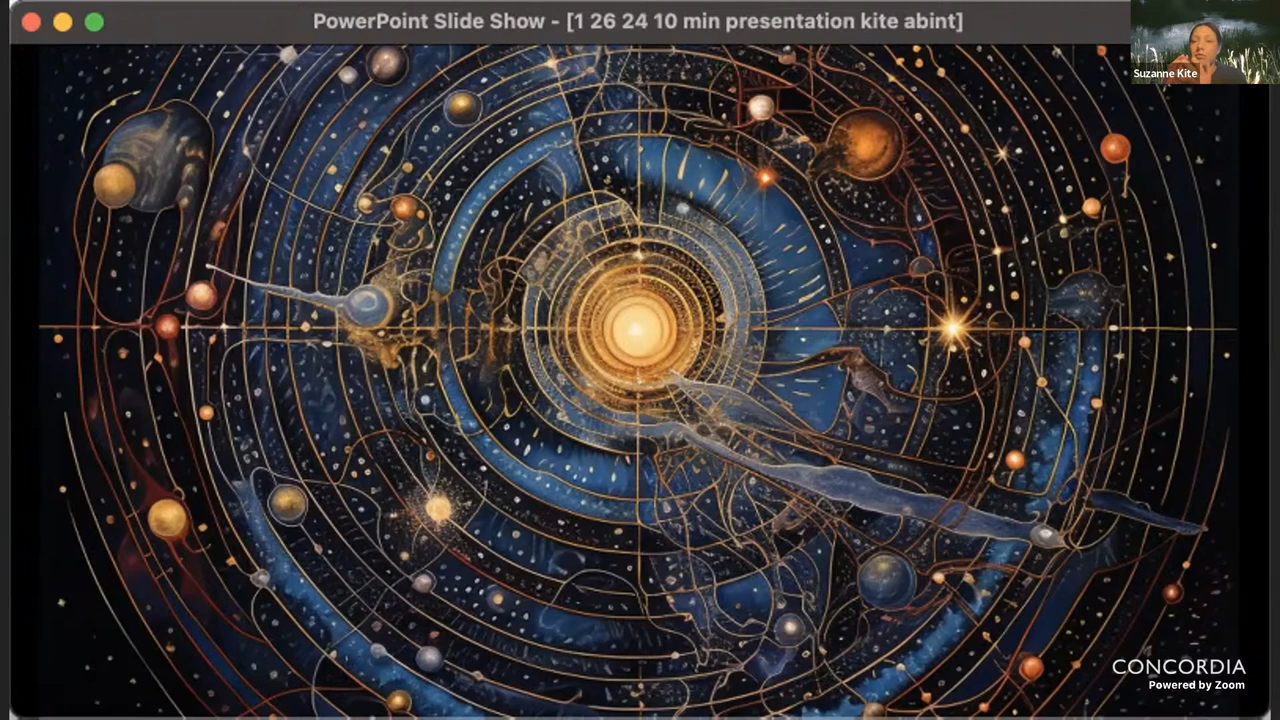 PowerPoint Slide Show - [1 26 24 10 min presentation kite abint]
Suzanne Kite
CONCORDIA
Powered by Zoom